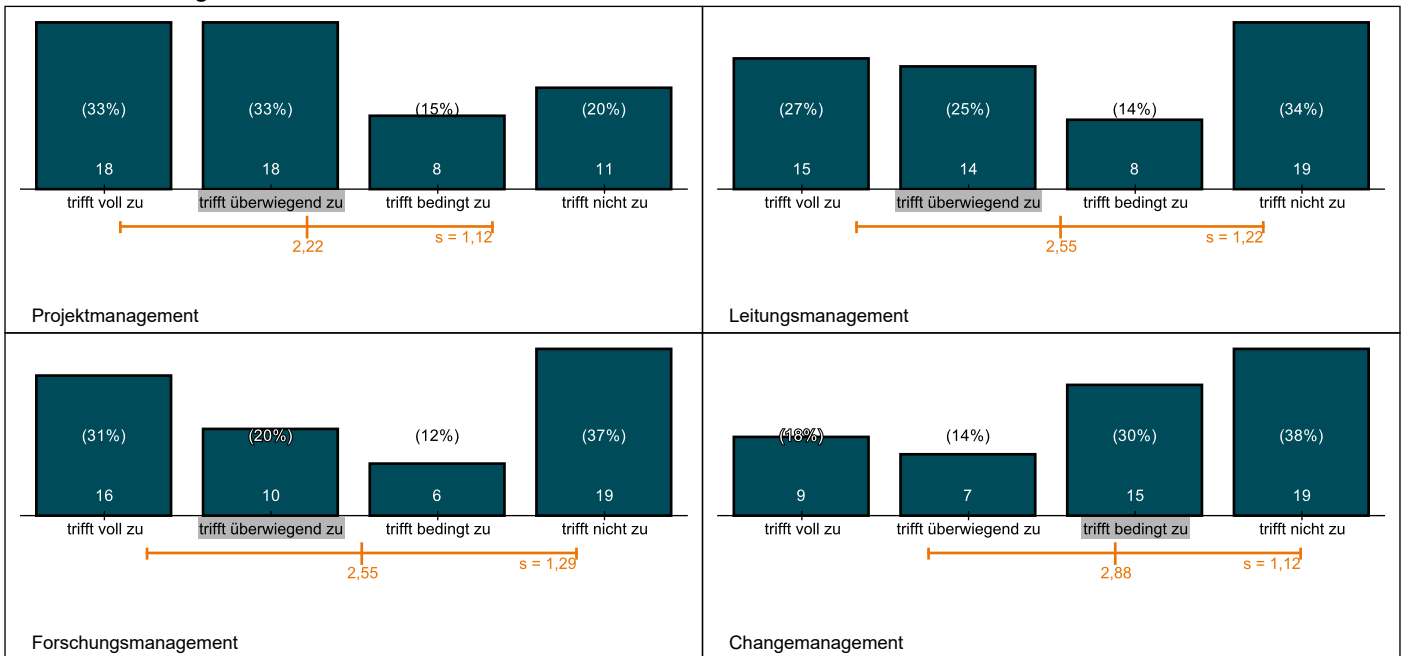 (33%) (33%) (15%) (20%)
18 18 8 11
trifft voll zu trifft überwiegend zu trifft bedingt zu trifft nicht zu
s = 1,12
2,22
Projektmanagement
(27%) (25%) (14%) (34%)
15 14 8 19
trifft voll zu trifft überwiegend zu trifft bedingt zu trifft nicht zu
s = 1,22
2,55
Leitungsmanagement
(31%) (20%) (12%) (37%)
16 10 6 19
trifft voll zu trifft überwiegend zu trifft bedingt zu trifft nicht zu
s = 1,29
2,55
Forschungsmanagement
(18%) (14%) (30%) (38%)
9 7 15 19
trifft voll zu trifft überwiegend zu trifft bedingt zu trifft nicht zu
s = 1,12
2,88
Changemanagement